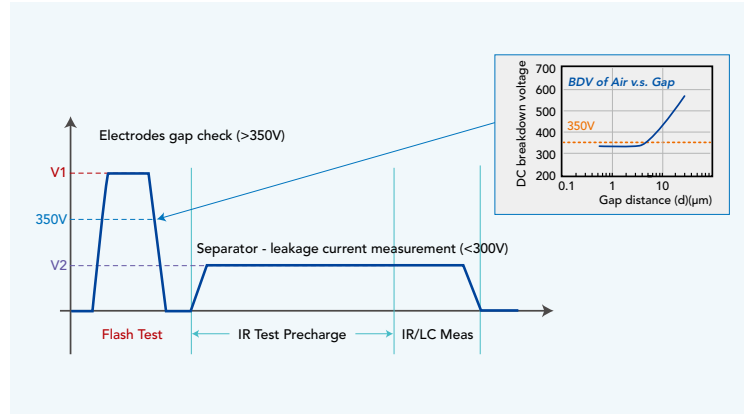 Electrodes gap check (>350V)
V1
350V
V2
Separator - leakage current measurement (<300V)
Flash Test
IR Test Precharge
IR/LC Meas
DC breakdown voltage
700
600
500
400
300
200
BDV of Air v.s. Gap
350V
0.1
1
10
Gap distance (d)(μm)